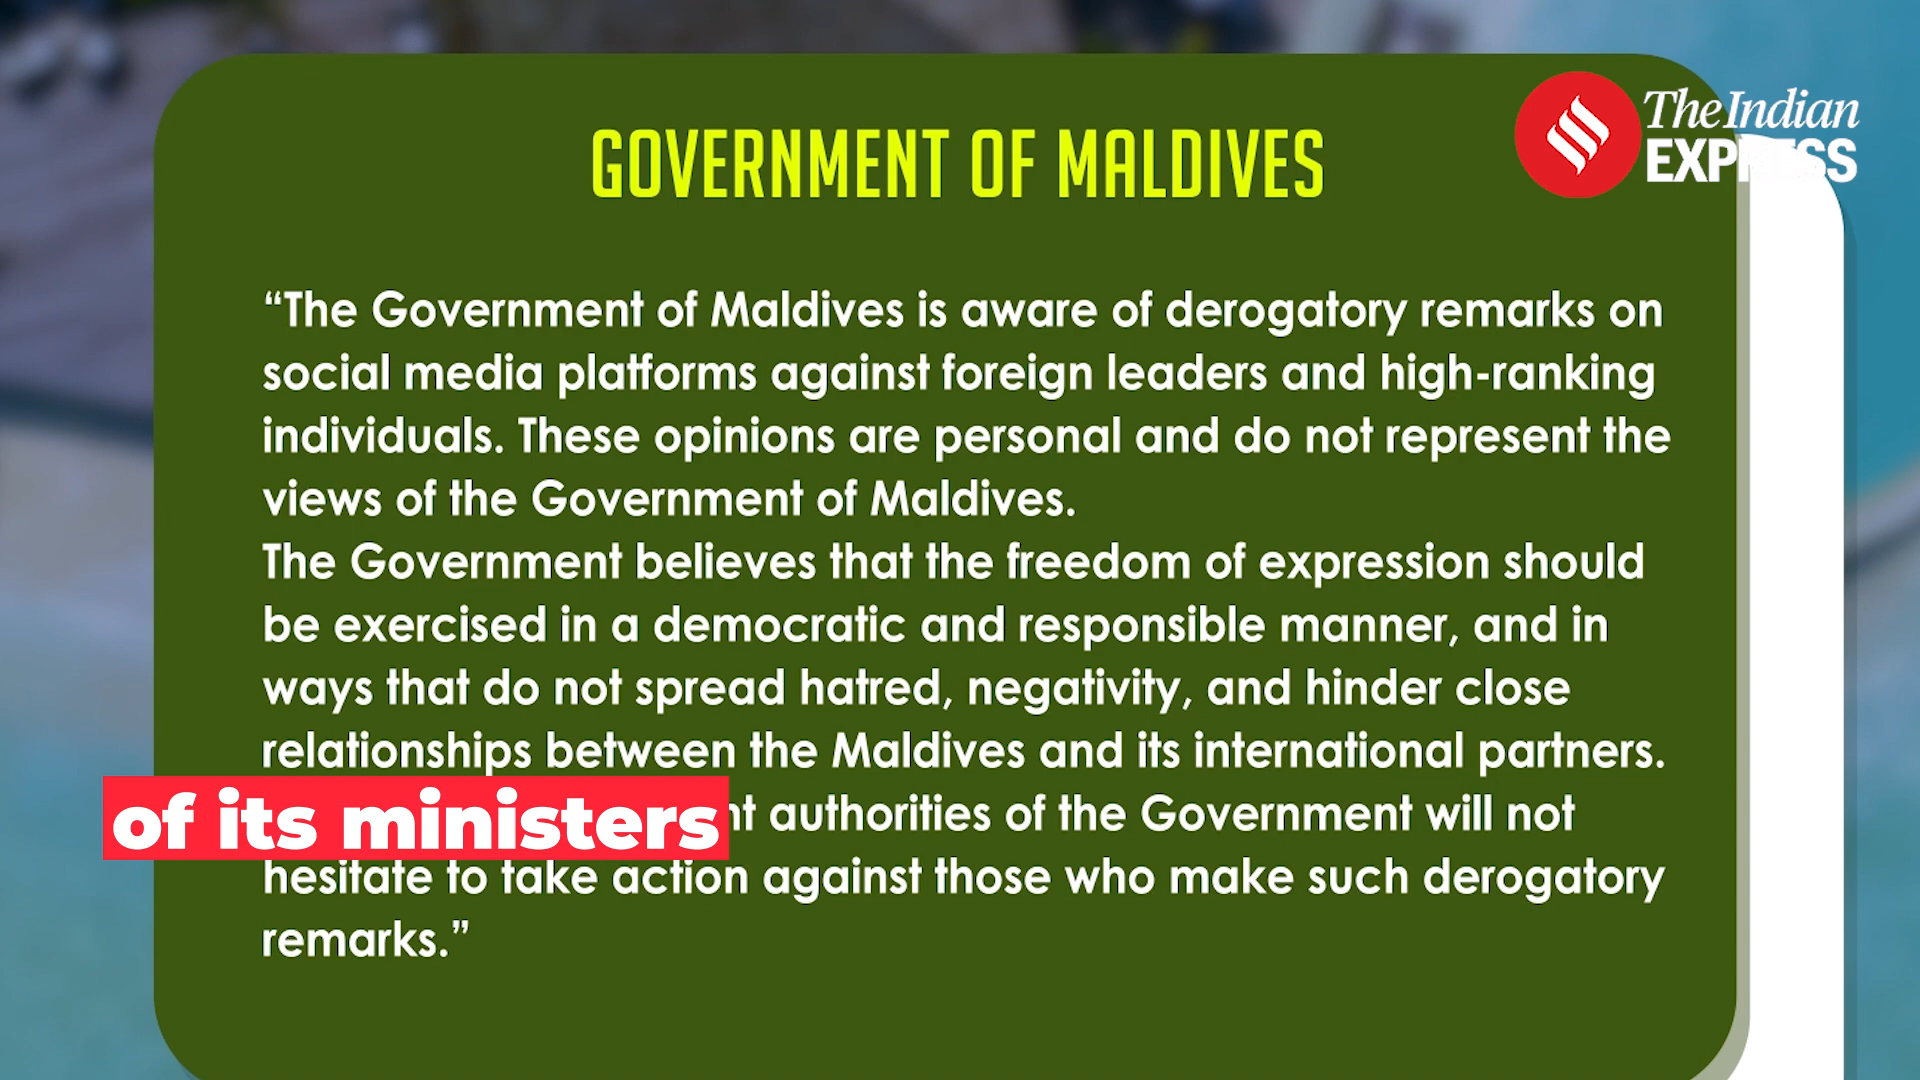 The Indian
EXPRESS
GOVERNMENT OF MALDIVES
“The Government of Maldives is aware of derogatory remarks on
social media platforms against foreign leaders and high-ranking
individuals. These opinions are personal and do not represent the
views of the Government of Maldives.
The Government believes that the freedom of expression should
be exercised in a democratic and responsible manner, and in
ways that do not spread hatred, negativity, and hinder close
relationships between the Maldives and its international partners.
of its ministers
authorities of the Government will not
hesitate to take action against those who make such derogatory
remarks.”